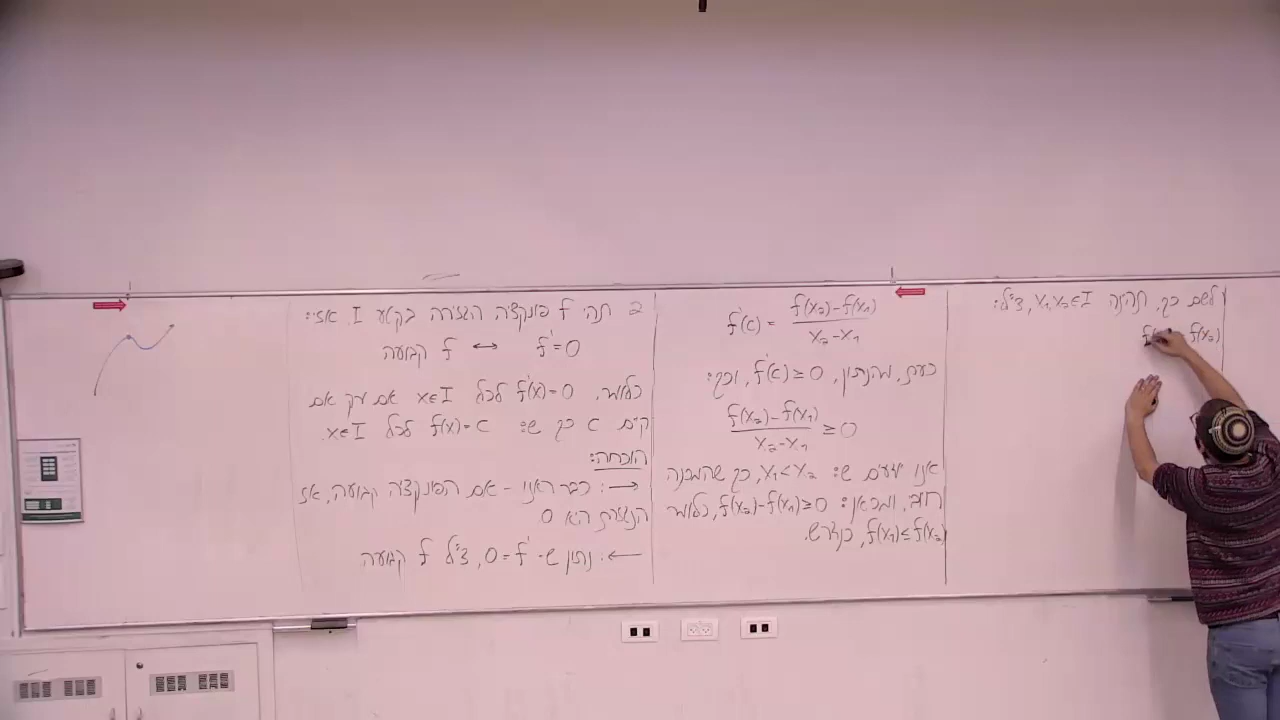 f'(c) = (f(x₂)-f(x₁))/(x₂-x₁)
כעת, מהנתון, f'(c) ≥ 0, ולכן:
(f(x₂)-f(x₁))/(x₂-x₁) ≥ 0
אנו יודעים ש: x₁<x₂, כך שהמכנה
חיובי, ומכאן: f(x₂)-f(x₁) ≥ 0, כלומר
f(x₁) ≤ f(x₂), כנדרש.
2 תהי f פונקציה הגזירה בקטע I. אזי:
f'=0 ↔ f קבועה
כלומר, f'(x)=0 לכל x∈I אם ורק אם
קיים c כך ש: f(x)=c לכל x∈I.
הוכחה:
→: כבר ראינו - אם הפונקציה קבועה, אז
הנגזרת היא 0
←: נתון ש- f'=0, צ"ל f קבועה.
לשם כך, תהיינה x₁,x₂∈I, צ"ל:
f(x₂)